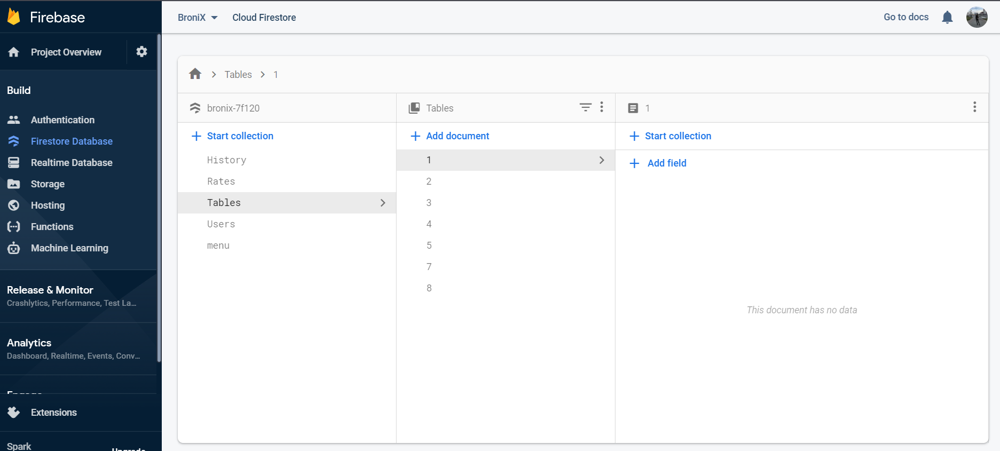 Firebase
Project Overview
Build
Authentication
Firestore Database
Realtime Database
Storage
Hosting
Functions
Machine Learning
Release & Monitor
Crashlytics, Performance, Test La...
Analytics
Dashboard, Realtime, Events, Conv...
Engage
Extensions
Spark
Upgrade
BroniX
Cloud Firestore
Go to docs
Tables
1
bronix-7f120
Start collection
History
Rates
Tables
Users
menu
Tables
Add document
1
2
3
4
5
7
8
1
Start collection
Add field
This document has no data